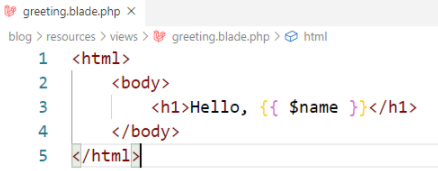 greeting.blade.php ×
blog > resources > views > greeting.blade.php > html
1 <html>
2     <body>
3         <h1>Hello, {{ $name }}</h1>
4     </body>
5 </html>